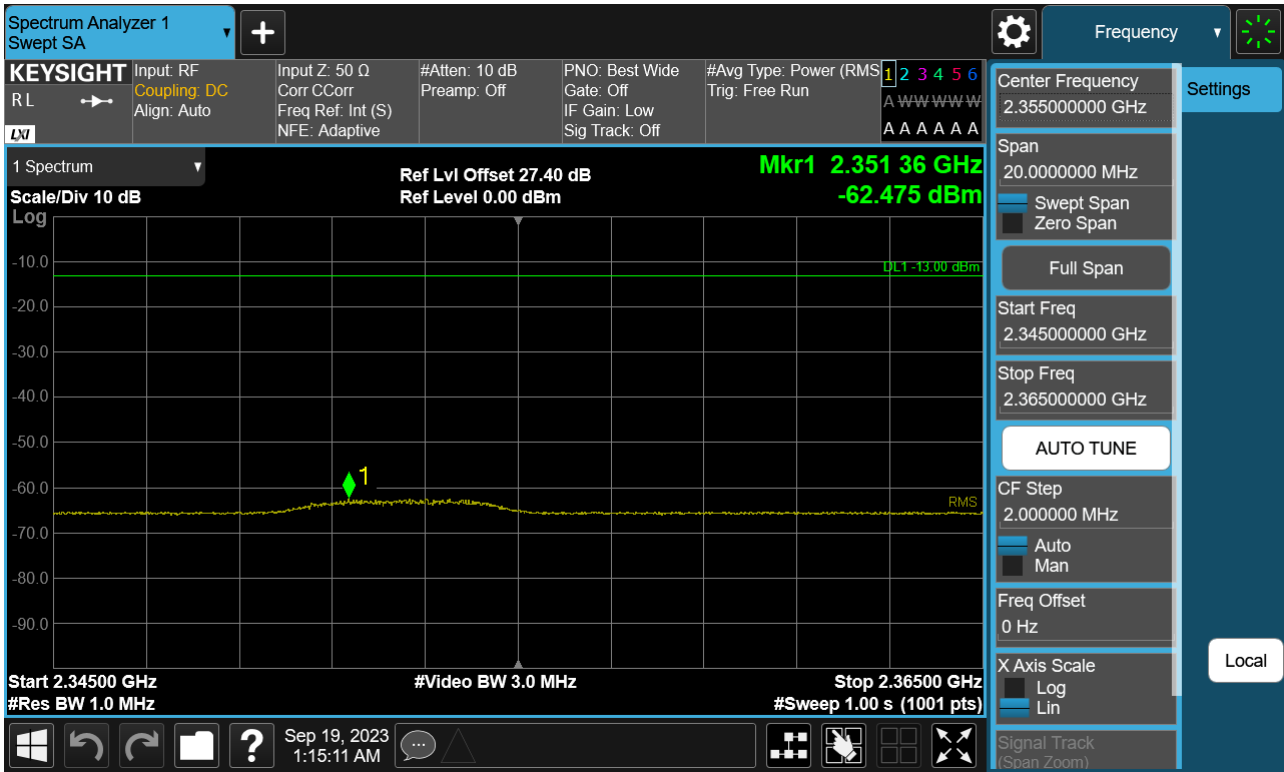 Spectrum Analyzer 1
Swept SA
+
Frequency
KEYSIGHT
RL
LXI
Input: RF
Coupling: DC
Align: Auto
Input Z: 50 Ω
Corr CCorr
Freq Ref: Int (S)
NFE: Adaptive
#Atten: 10 dB
Preamp: Off
PNO: Best Wide
Gate: Off
IF Gain: Low
Sig Track: Off
#Avg Type: Power (RMS
Trig: Free Run
1 2 3 4 5 6
A W W W W W
A A A A A A
1 Spectrum
Scale/Div 10 dB
Log
Ref Lvl Offset 27.40 dB
Ref Level 0.00 dBm
Mkr1 2.351 36 GHz
-62.475 dBm
-10.0
DL1 -13.00 dBm
-20.0
-30.0
-40.0
-50.0
1
-60.0
RMS
-70.0
-80.0
-90.0
Start 2.34500 GHz
#Video BW 3.0 MHz
Stop 2.36500 GHz
#Res BW 1.0 MHz
#Sweep 1.00 s (1001 pts)
Center Frequency
2.355000000 GHz
Span
20.0000000 MHz
Swept Span
Zero Span
Full Span
Start Freq
2.345000000 GHz
Stop Freq
2.365000000 GHz
AUTO TUNE
CF Step
2.000000 MHz
Auto
Man
Freq Offset
0 Hz
X Axis Scale
Log
Lin
Signal Track
(Span Zoom)
Settings
Local
?
Sep 19, 2023
1:15:11 AM